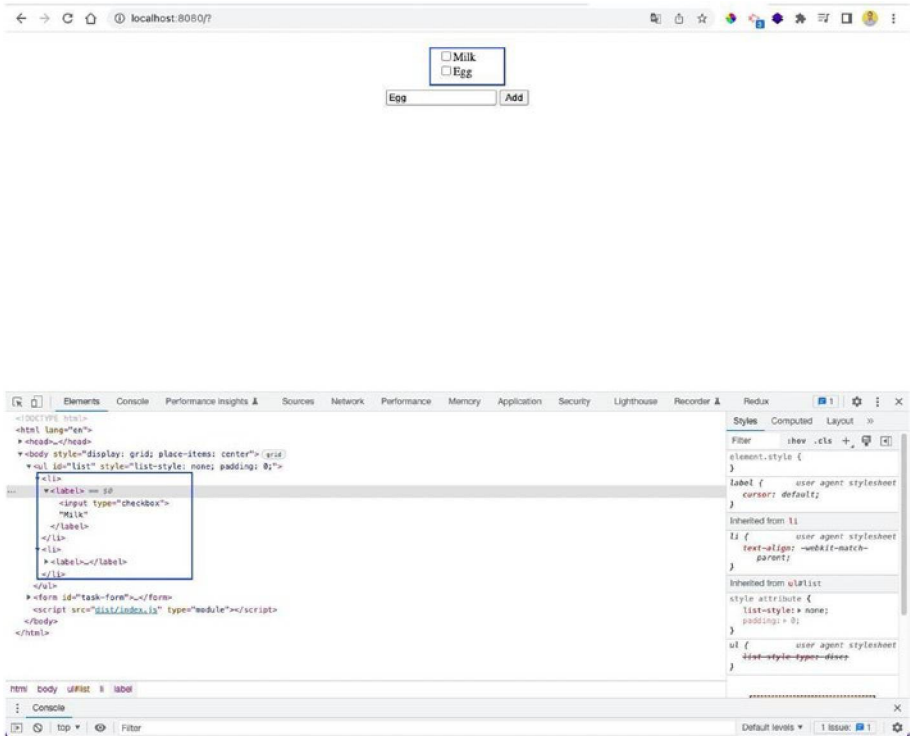 localhost:8080/?
Milk
Egg
Egg Add
Elements Console Performance insights Sources Network Performance Memory Application Security Lighthouse Recorder Redux 1
<!DOCTYPE html>
<html lang="en">
<head>…</head>
<body style="display: grid; place-items: center"> grid
<ul id="list" style="list-style: none; padding: 0;">
<li>
… <label> == $0
<input type="checkbox">
"Milk"
</label>
</li>
<li>
<label>…</label>
</li>
</ul>
<form id="task-form">…</form>
<script src="dist/index.js" type="module"></script>
</body>
</html>
html body ul#list li label
Styles Computed Layout »
Filter :hov .cls +
element.style {
}
label { user agent stylesheet
cursor: default;
}
Inherited from li
li { user agent stylesheet
text-align: -webkit-match-
parent;
}
Inherited from ul#list
style attribute {
list-style: none;
padding: 0;
}
ul { user agent stylesheet
list-style-type: disc;
}
Console
top Filter Default levels 1 Issue: 1